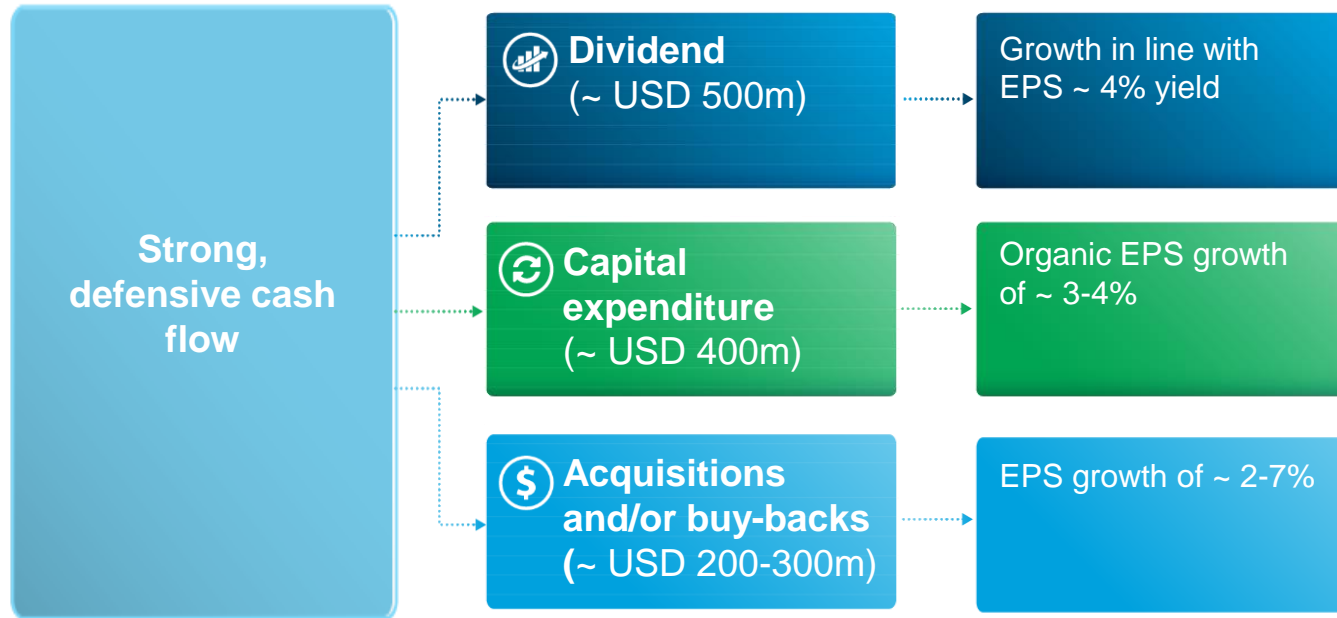 Strong,
defensive cash
flow
Dividend
(~ USD 500m)
Growth in line with
EPS ~ 4% yield
Capital
expenditure
(~ USD 400m)
Organic EPS growth
of ~ 3-4%
$
Acquisitions
and/or buy-backs
(~ USD 200-300m)
EPS growth of ~ 2-7%